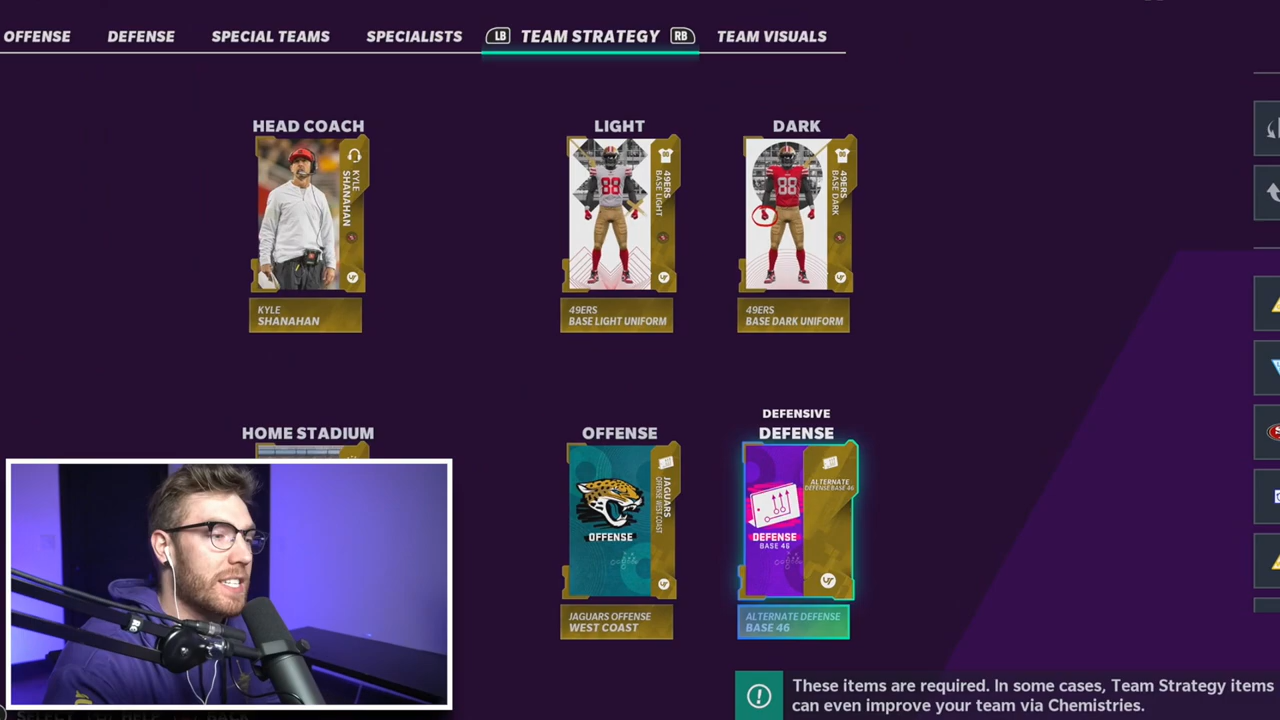 OFFENSE DEFENSE SPECIAL TEAMS SPECIALISTS LB TEAM STRATEGY RB TEAM VISUALS
HEAD COACH
LIGHT
DARK
KYLE
SHANAHAN
88
49ERS
BASE LIGHT
88
49ERS
BASE DARK
KYLE
SHANAHAN
49ERS
BASE LIGHT UNIFORM
49ERS
BASE DARK UNIFORM
HOME STADIUM
OFFENSE
DEFENSIVE
DEFENSE
JAGUARS
OFFENSE WEST COAST
OFFENSE
ALTERNATE
DEFENSE BASE 46
DEFENSE
BASE 46
JAGUARS OFFENSE
WEST COAST
ALTERNATE DEFENSE
BASE 46
These items are required. In some cases, Team Strategy items
can even improve your team via Chemistries.